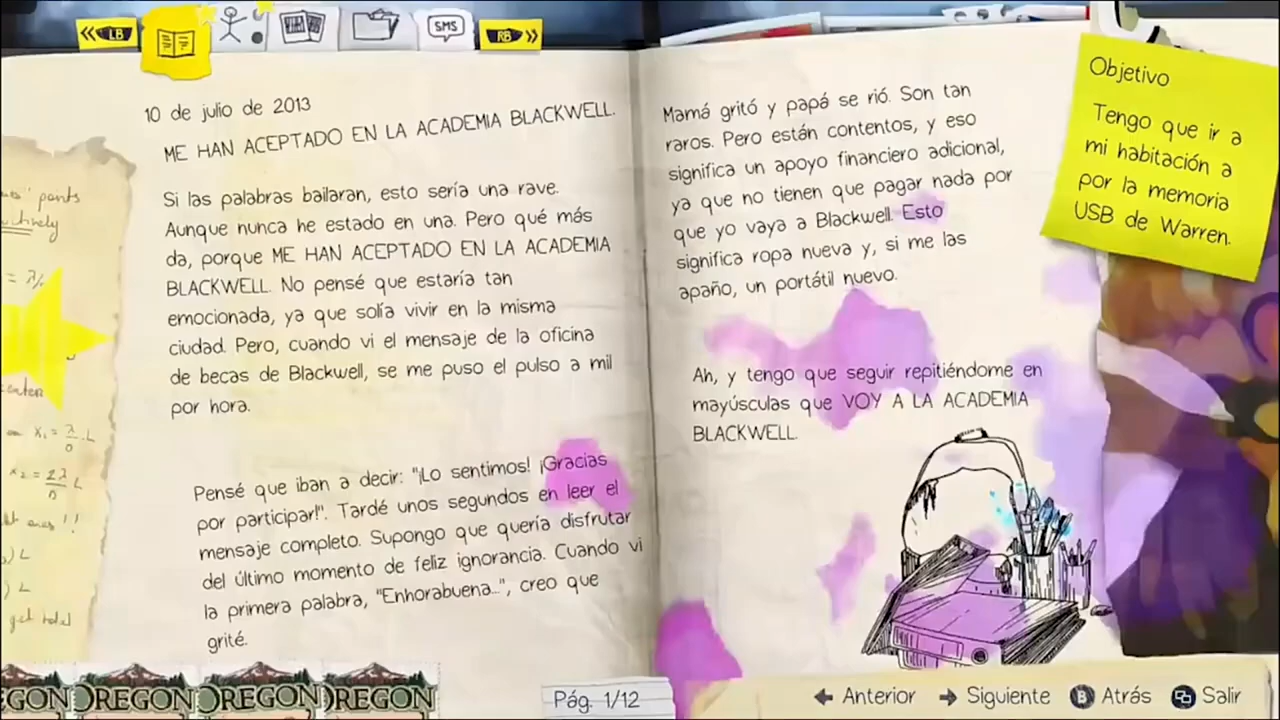 LB
SMS
RB
10 de julio de 2013
ME HAN ACEPTADO EN LA ACADEMIA BLACKWELL.
Si las palabras bailaran, esto sería una rave.
Aunque nunca he estado en una. Pero qué más
da, porque ME HAN ACEPTADO EN LA ACADEMIA
BLACKWELL. No pensé que estaría tan
emocionada, ya que solía vivir en la misma
ciudad. Pero, cuando vi el mensaje de la oficina
de becas de Blackwell, se me puso el pulso a mil
por hora.
Pensé que iban a decir: "¡Lo sentimos! ¡Gracias
por participar!". Tardé unos segundos en leer el
mensaje completo. Supongo que quería disfrutar
del último momento de feliz ignorancia. Cuando vi
la primera palabra, "Enhorabuena...", creo que
grité.
Mamá gritó y papá se rió. Son tan
raros. Pero están contentos, y eso
significa un apoyo financiero adicional,
ya que no tienen que pagar nada por
que yo vaya a Blackwell. Esto
significa ropa nueva y, si me las
apaño, un portátil nuevo.
Ah, y tengo que seguir repitiéndome en
mayúsculas que VOY A LA ACADEMIA
BLACKWELL.
Objetivo
Tengo que ir a
mi habitación a
por la memoria
USB de Warren.
EGON OREGON OREGON OREGON
Pág. 1/12
Anterior Siguiente B Atrás Salir